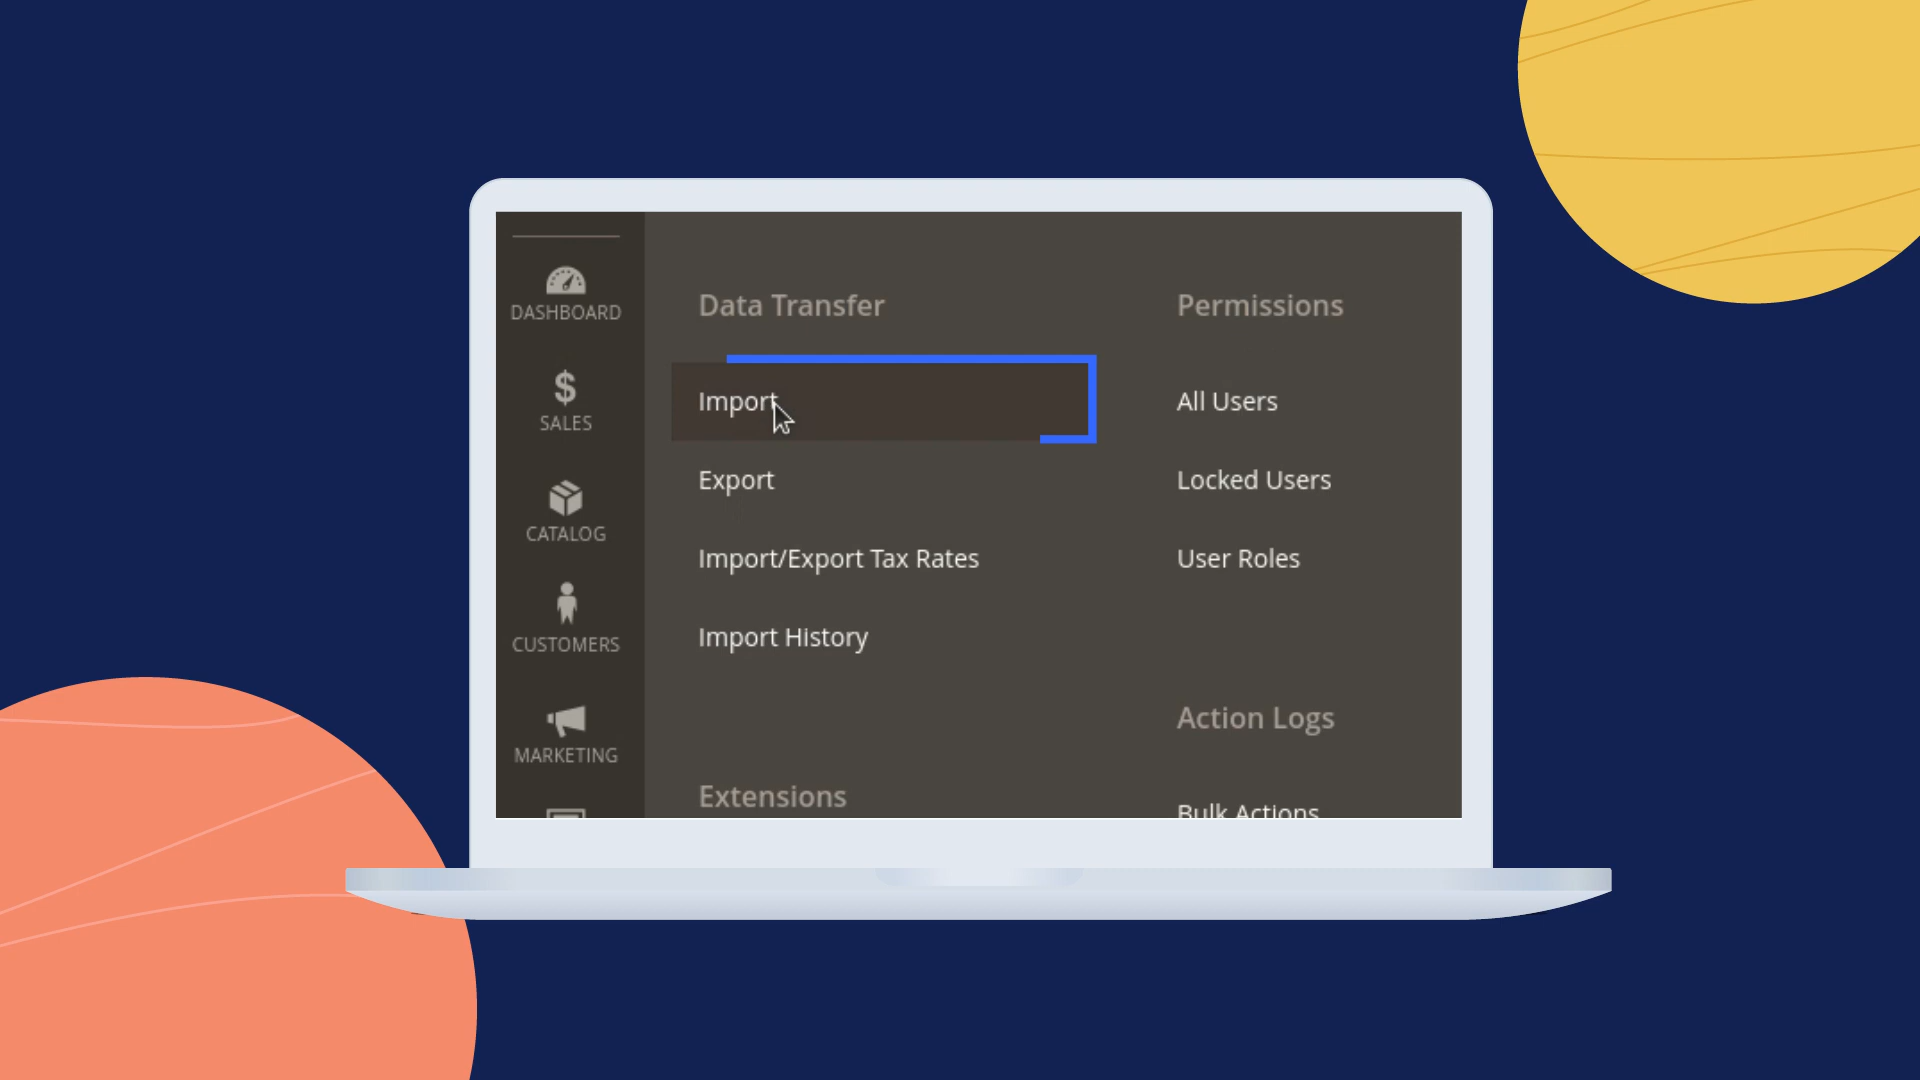 DASHBOARD
SALES
CATALOG
CUSTOMERS
MARKETING
Data Transfer
Import
Export
Import/Export Tax Rates
Import History
Extensions
Permissions
All Users
Locked Users
User Roles
Action Logs
Bulk Actions